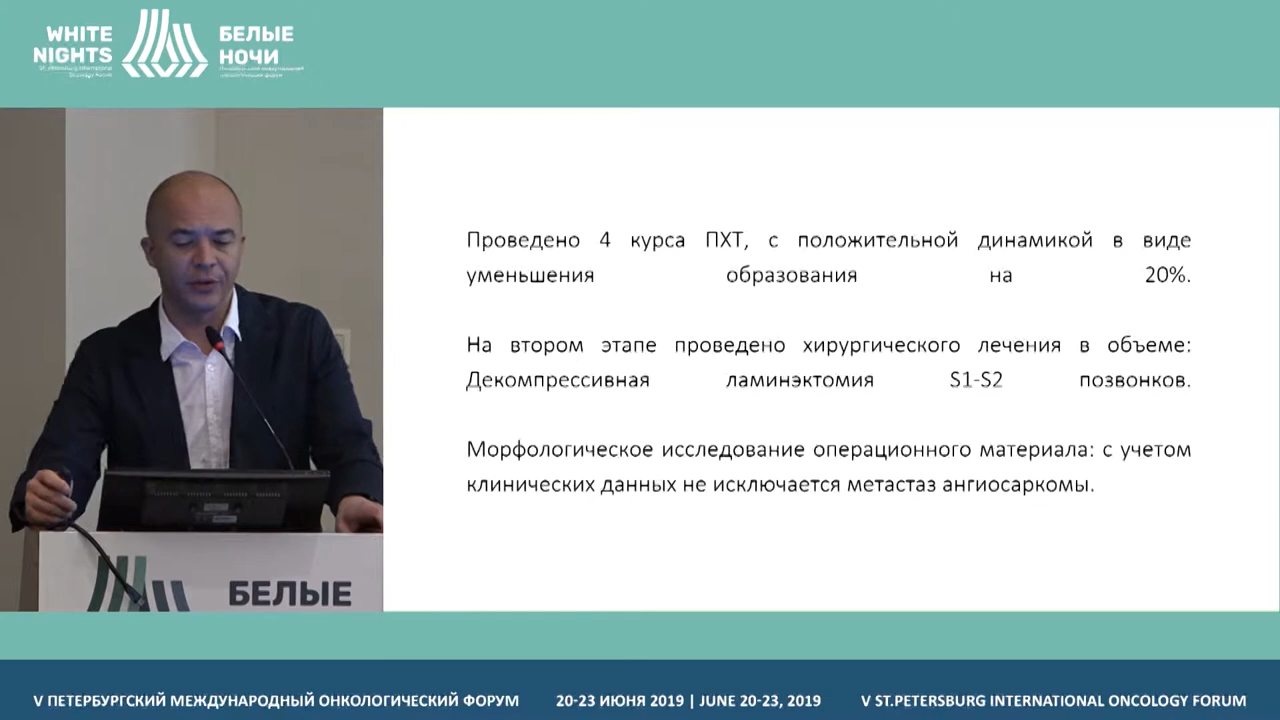 WHITE
NIGHTS
БЕЛЫЕ
НОЧИ
Проведено 4 курса ПХТ, с положительной динамикой в виде
уменьшения образования на 20%.
На втором этапе проведено хирургического лечения в объеме:
Декомпрессивная ламинэктомия S1-S2 позвонков.
Морфологическое исследование операционного материала: с учетом
клинических данных не исключается метастаз ангиосаркомы.
БЕЛЫЕ
V ПЕТЕРБУРГСКИЙ МЕЖДУНАРОДНЫЙ ОНКОЛОГИЧЕСКИЙ ФОРУМ
20-23 ИЮНЯ 2019 | JUNE 20-23, 2019
V ST.PETERSBURG INTERNATIONAL ONCOLOGY FORUM